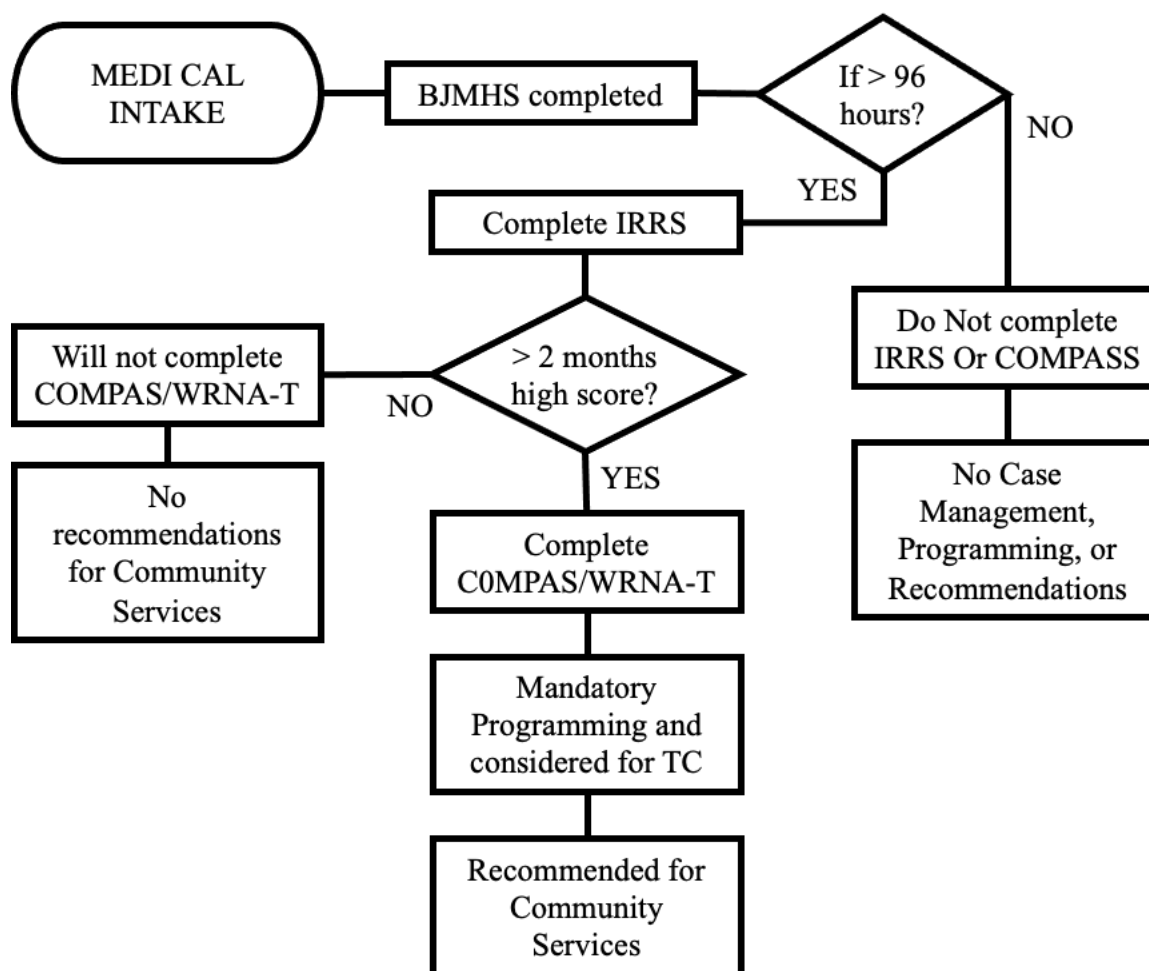 MEDI CAL
INTAKE
BJMHS completed
If > 96
hours?
NO
YES
Complete IRRS
Do Not complete
IRRS Or COMPASS
Will not complete
COMPAS/WRNA-T
> 2 months
high score?
NO
YES
No
recommendations
for Community
Services
No Case
Management,
Programming, or
Recommendations
Complete
C0MPAS/WRNA-T
Mandatory
Programming and
considered for TC
Recommended for
Community
Services